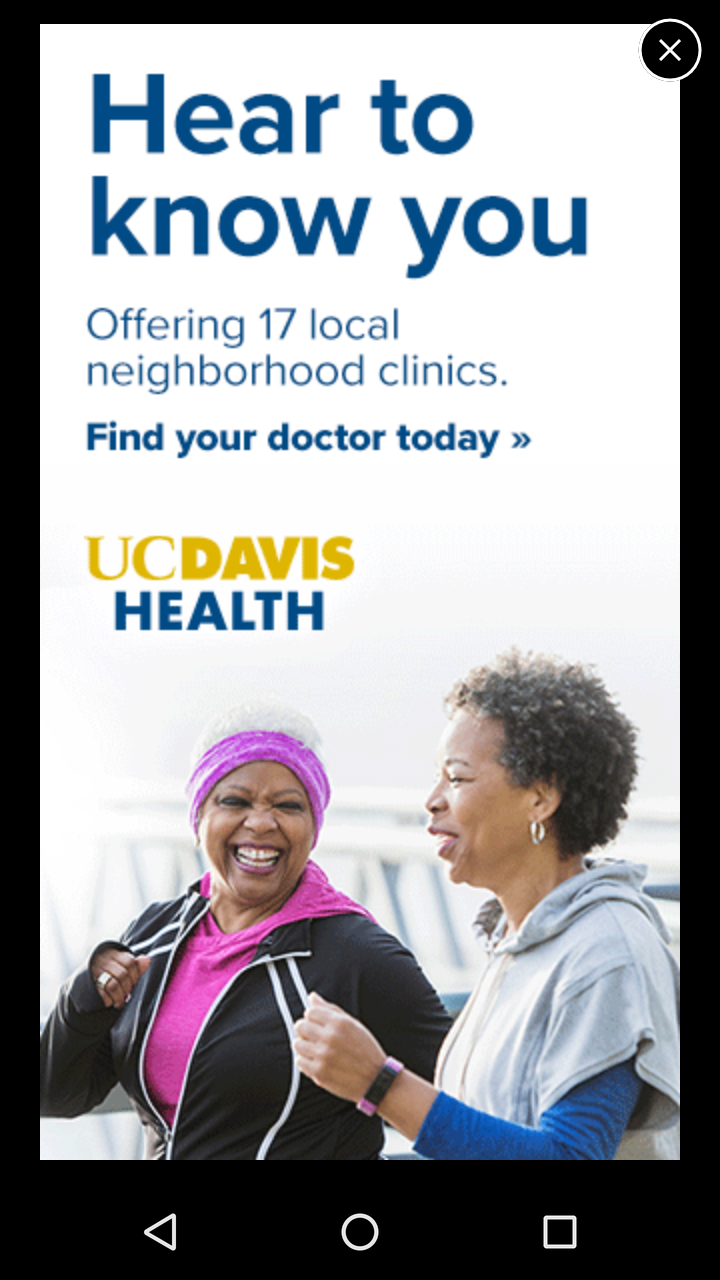 Hear to
know you
Offering 17 local
neighborhood clinics.
Find your doctor today »
UCDAVIS
HEALTH